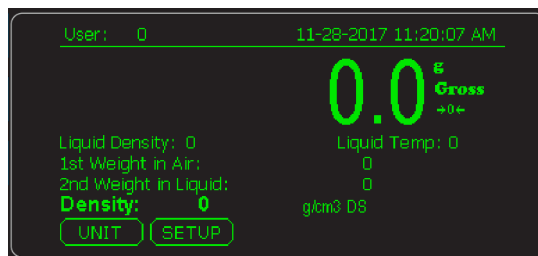 User: 0 11-28-2017 11:20:07 AM
0.0 g
Gross
→0←
Liquid Density: 0 Liquid Temp: 0
1st Weight in Air: 0
2nd Weight in Liquid: 0
Density: 0 g/cm3 DS
UNIT SETUP